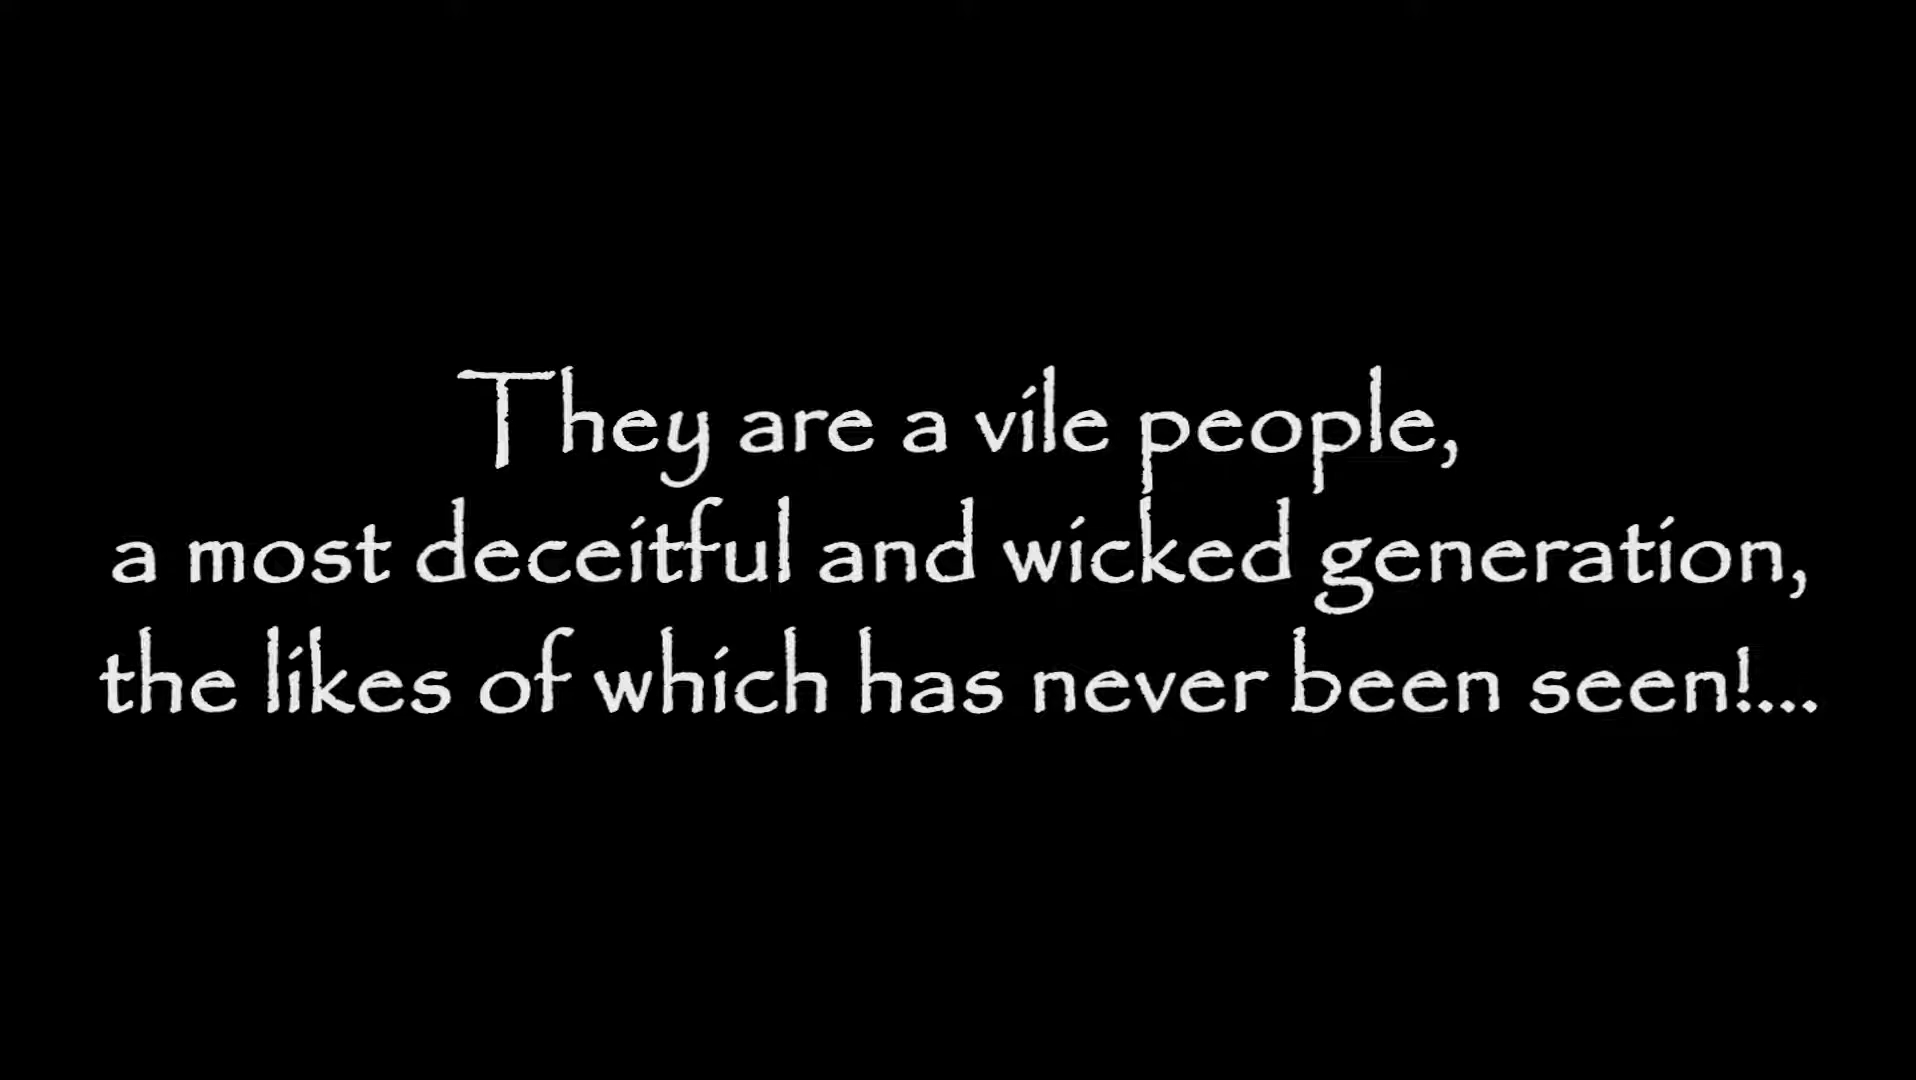 They are a vile people,
a most deceitful and wicked generation,
the likes of which has never been seen!...